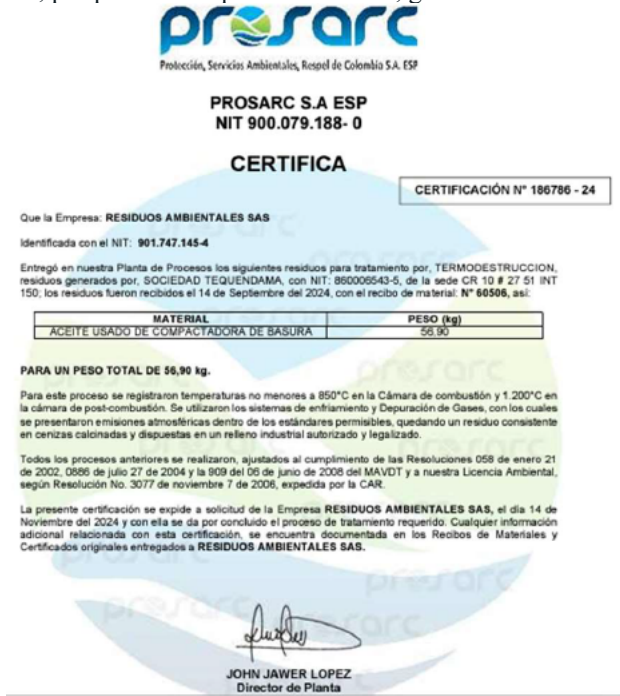 prosarc
Protección, Servicios Ambientales, Respel de Colombia S.A. ESP
PROSARC S.A ESP
NIT 900.079.188- 0
CERTIFICA
CERTIFICACIÓN N° 186786 - 24
Que la Empresa: RESIDUOS AMBIENTALES SAS
Identificada con el NIT: 901.747.145-4
Entregó en nuestra Planta de Procesos los siguientes residuos para tratamiento por, TERMODESTRUCCION,
residuos generados por, SOCIEDAD TEQUENDAMA, con NIT: 860006543-5, de la sede CR 10 # 27 51 INT
150; los residuos fueron recibidos el 14 de Septiembre del 2024, con el recibo de material: N° 60506, así:
MATERIAL PESO (kg)
ACEITE USADO DE COMPACTADORA DE BASURA 56.90
PARA UN PESO TOTAL DE 56,90 kg.
Para este proceso se registraron temperaturas no menores a 850°C en la Cámara de combustión y 1.200°C en
la cámara de post-combustión. Se utilizaron los sistemas de enfriamiento y Depuración de Gases, con los cuales
se presentaron emisiones atmosféricas dentro de los estándares permisibles, quedando un residuo consistente
en cenizas calcinadas y dispuestas en un relleno industrial autorizado y legalizado.
Todos los procesos anteriores se realizaron, ajustados al cumplimiento de las Resoluciones 058 de enero 21
de 2002, 0886 de julio 27 de 2004 y la 909 del 06 de junio de 2008 del MAVDT y a nuestra Licencia Ambiental,
según Resolución No. 3077 de noviembre 7 de 2006, expedida por la CAR.
La presente certificación se expide a solicitud de la Empresa RESIDUOS AMBIENTALES SAS, el día 14 de
Noviembre del 2024 y con ella se da por concluido el proceso de tratamiento requerido. Cualquier información
adicional relacionada con esta certificación, se encuentra documentada en los Recibos de Materiales y
Certificados originales entregados a RESIDUOS AMBIENTALES SAS.
JOHN JAWER LOPEZ
Director de Planta